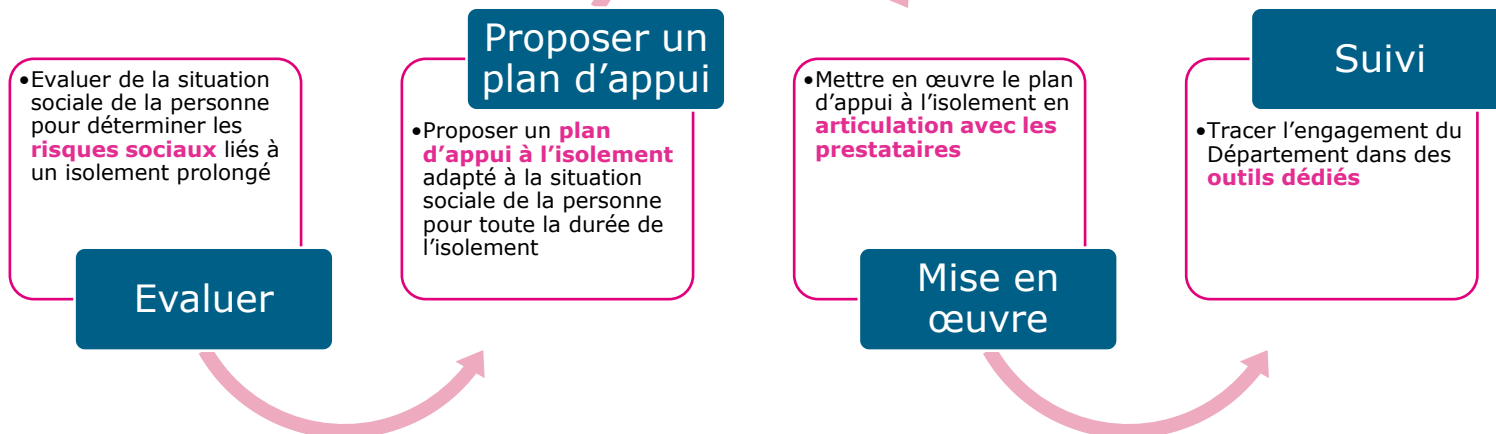 •Evaluer de la situation
sociale de la personne
pour déterminer les
risques sociaux liés à
un isolement prolongé
Evaluer
Proposer un
plan d’appui
•Proposer un plan
d’appui à l’isolement
adapté à la situation
sociale de la personne
pour toute la durée de
l’isolement
•Mettre en œuvre le plan
d’appui à l’isolement en
articulation avec les
prestataires
Mise en
œuvre
Suivi
•Tracer l’engagement du
Département dans des
outils dédiés